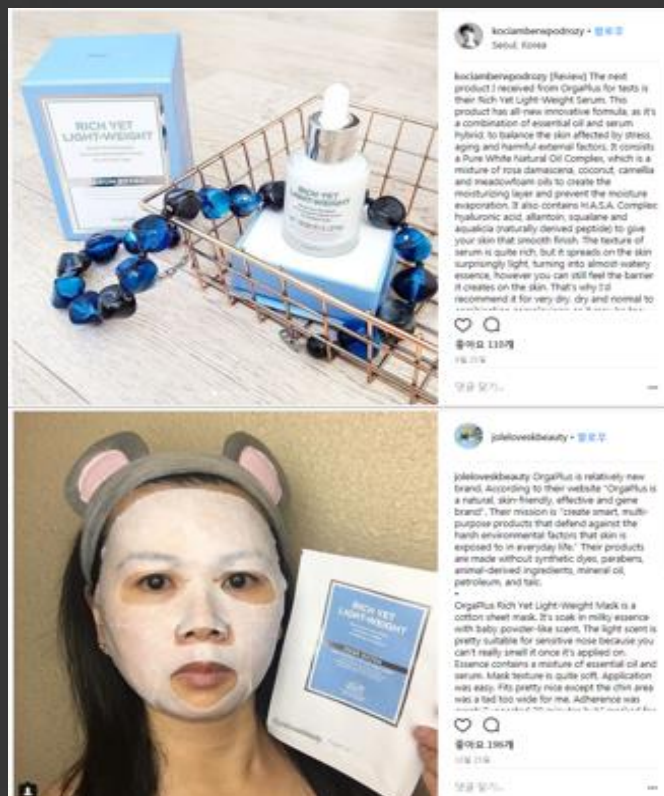 kociamberwpodrozy • 팔로우
Seoul, Korea
kociamberwpodrozy [Review] The next
product I received from OrgaPlus for tests is
their Rich Yet Light-Weight Serum. This
product has all-new innovative formula, as it's
a combination of essential oil and serum
hybrid, to balance the skin affected by stress,
aging and harmful external factors. It consists
a Pure White Natural Oil Complex, which is a
mixture of rosa damascena, coconut, camellia
and meadowfoam oils to create the
moisturizing layer and prevent the moisture
evaporation. It also contains H.A.S.A. Complex:
hyaluronic acid, allantoin, squalane and
aqualicia (naturally derived peptide) to give
your skin that smooth finish. The texture of
serum is quite rich, but it spreads on the skin
surprisingly light, turning into almost watery
essence, however you can still feel the barrier
it creates on the skin. That's why I'd
recommend it for very dry, dry and normal to
좋아요 110개
댓글 달기...
RICH YET
LIGHT-WEIGHT
SERUM
RICH YET
LIGHT-WEIGHT
joleloveskbeauty • 팔로우
joleloveskbeauty OrgaPlus is relatively new
brand. According to their website "OrgaPlus is
a natural, skin-friendly, effective and gene
brand". Their mission is "create smart, multi-
purpose products that defend against the
harsh environmental factors that skin is
exposed to in everyday life." Their products
are made without synthetic dyes, parabens,
animal-derived ingredients, mineral oil,
petroleum, and talc.
•
OrgaPlus Rich Yet Light-Weight Mask is a
cotton sheet mask. It's soak in milky essence
with baby powder-like scent. The light scent is
pretty suitable for sensitive nose because you
can't really smell it once it's applied on.
Essence contains a mixture of essential oil and
serum. Mask texture is quite soft. Application
was easy. Fits pretty nice except the chin area
was a tad too wide for me. Adherence was
좋아요 196개
댓글 달기...
RICH YET
LIGHT-WEIGHT